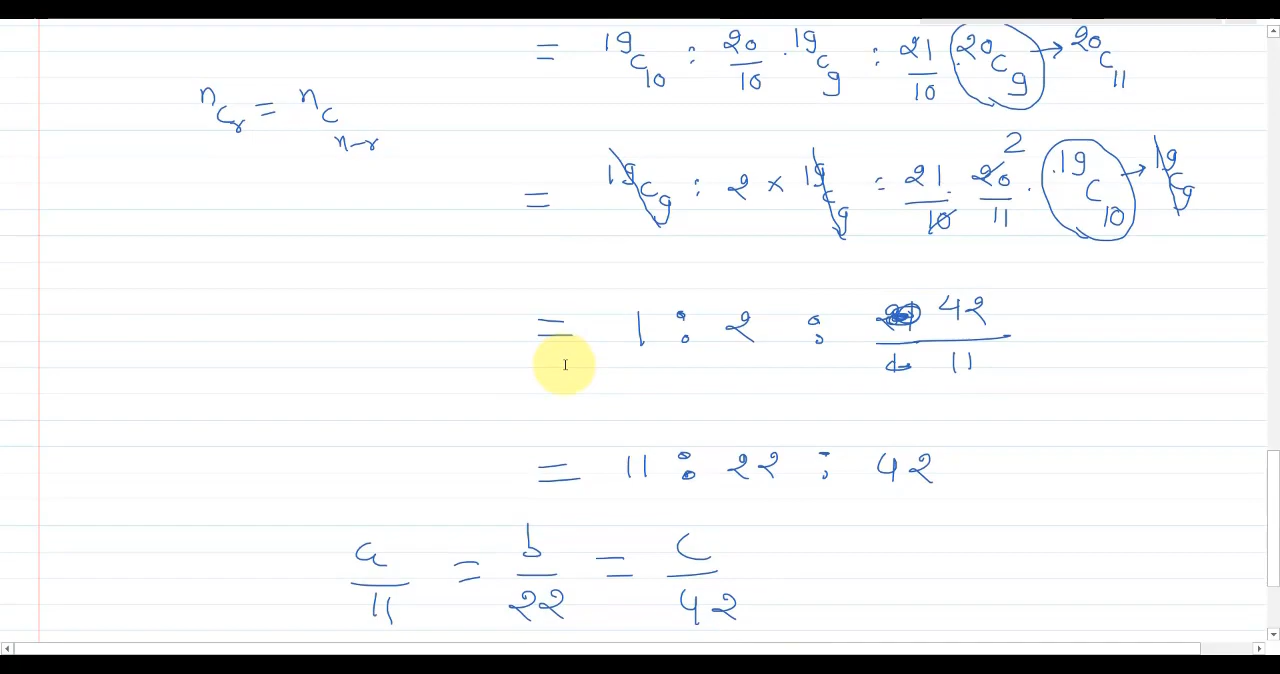 = 19C10 : 20/10 . 19C9 : 21/10 . 20C9 → 20C11
nCr = nCn-r
= 19C9 : 2 × 19C9 : 21/10 . 20/11 2 . 19C10 → 19C9
= 1 : 2 : 42/11
= 11 : 22 : 42
a/11 = b/22 = c/42